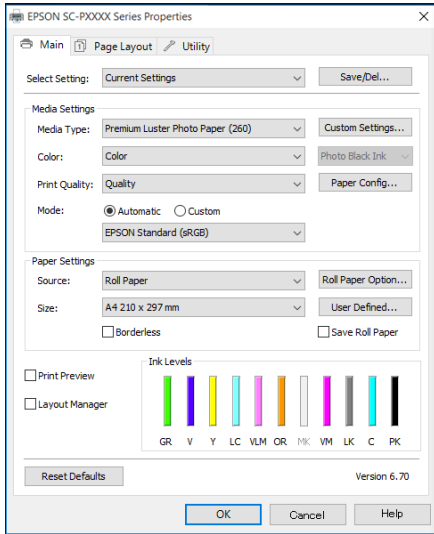 EPSON SC-PXXXX Series Properties
Main Page Layout Utility
Select Setting: Current Settings Save/Del...
Media Settings
Media Type: Premium Luster Photo Paper (260) Custom Settings...
Color: Color Photo Black Ink
Print Quality: Quality Paper Config...
Mode: Automatic Custom
EPSON Standard (sRGB)
Paper Settings
Source: Roll Paper Roll Paper Option...
Size: A4 210 x 297 mm User Defined...
Borderless Save Roll Paper
Ink Levels
Print Preview
Layout Manager
GR V Y LC VLM OR MK VM LK C PK
Reset Defaults Version 6.70
OK Cancel Help